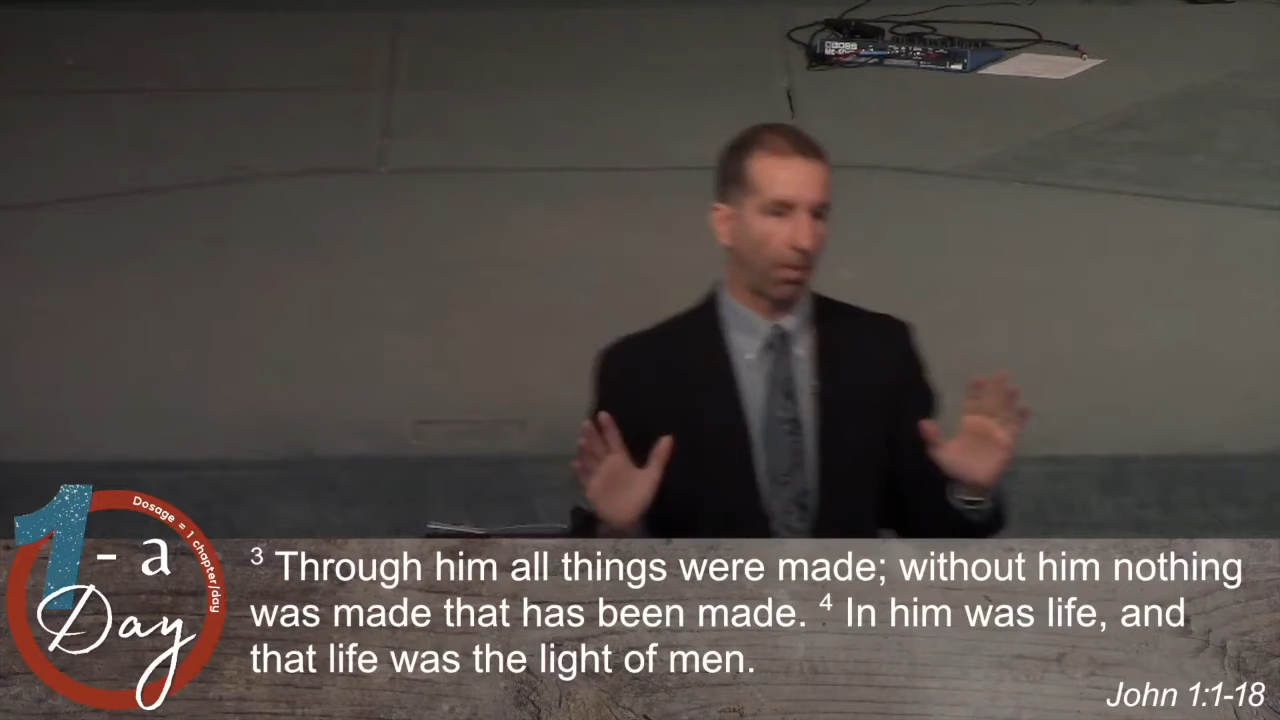 BOSS
1
- a
Day
Dosage = 1 chapter/day
3 Through him all things were made; without him nothing
was made that has been made. 4 In him was life, and
that life was the light of men.
John 1:1-18